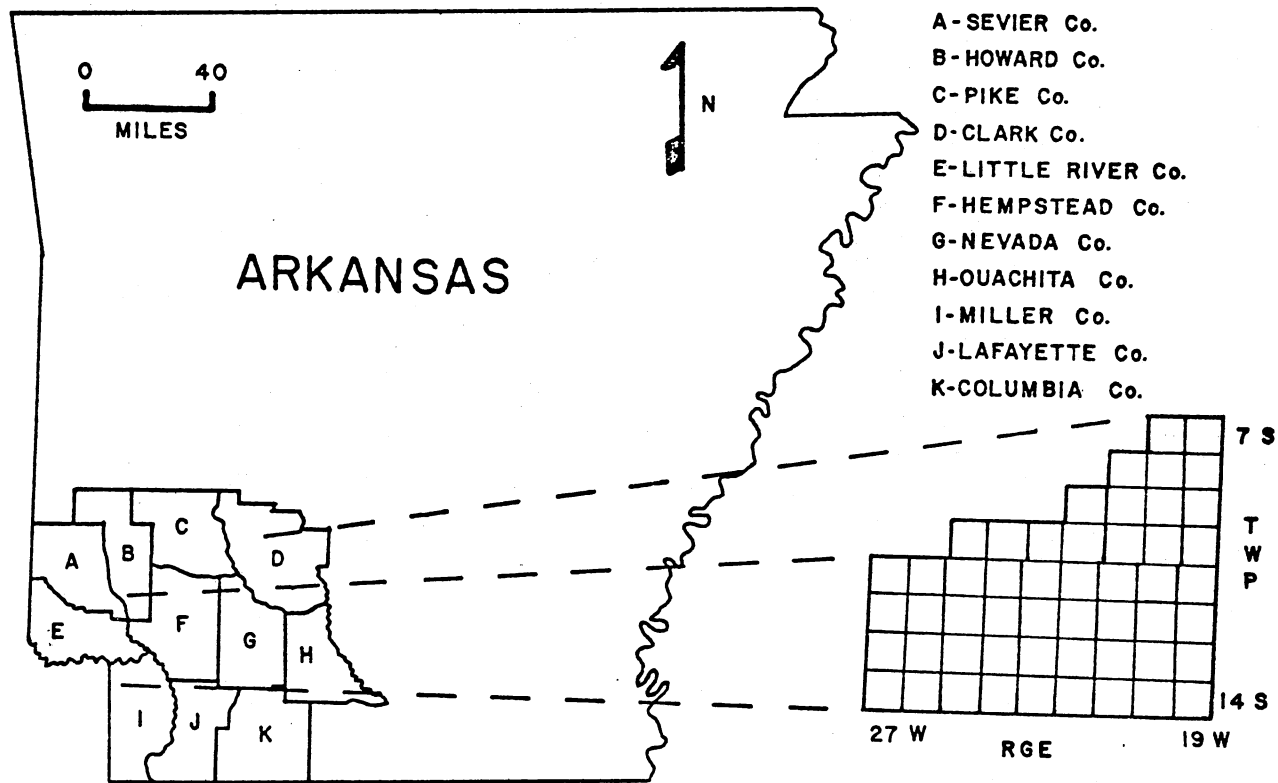 0 40
MILES
N
ARKANSAS
A-SEVIER Co.
B-HOWARD Co.
C-PIKE Co.
D-CLARK Co.
E-LITTLE RIVER Co.
F-HEMPSTEAD Co.
G-NEVADA Co.
H-OUACHITA Co.
I-MILLER Co.
J-LAFAYETTE Co.
K-COLUMBIA Co.
A
B
C
D
E
F
G
H
I
J
K
7 S
TWP
14 S
27 W
RGE
19 W